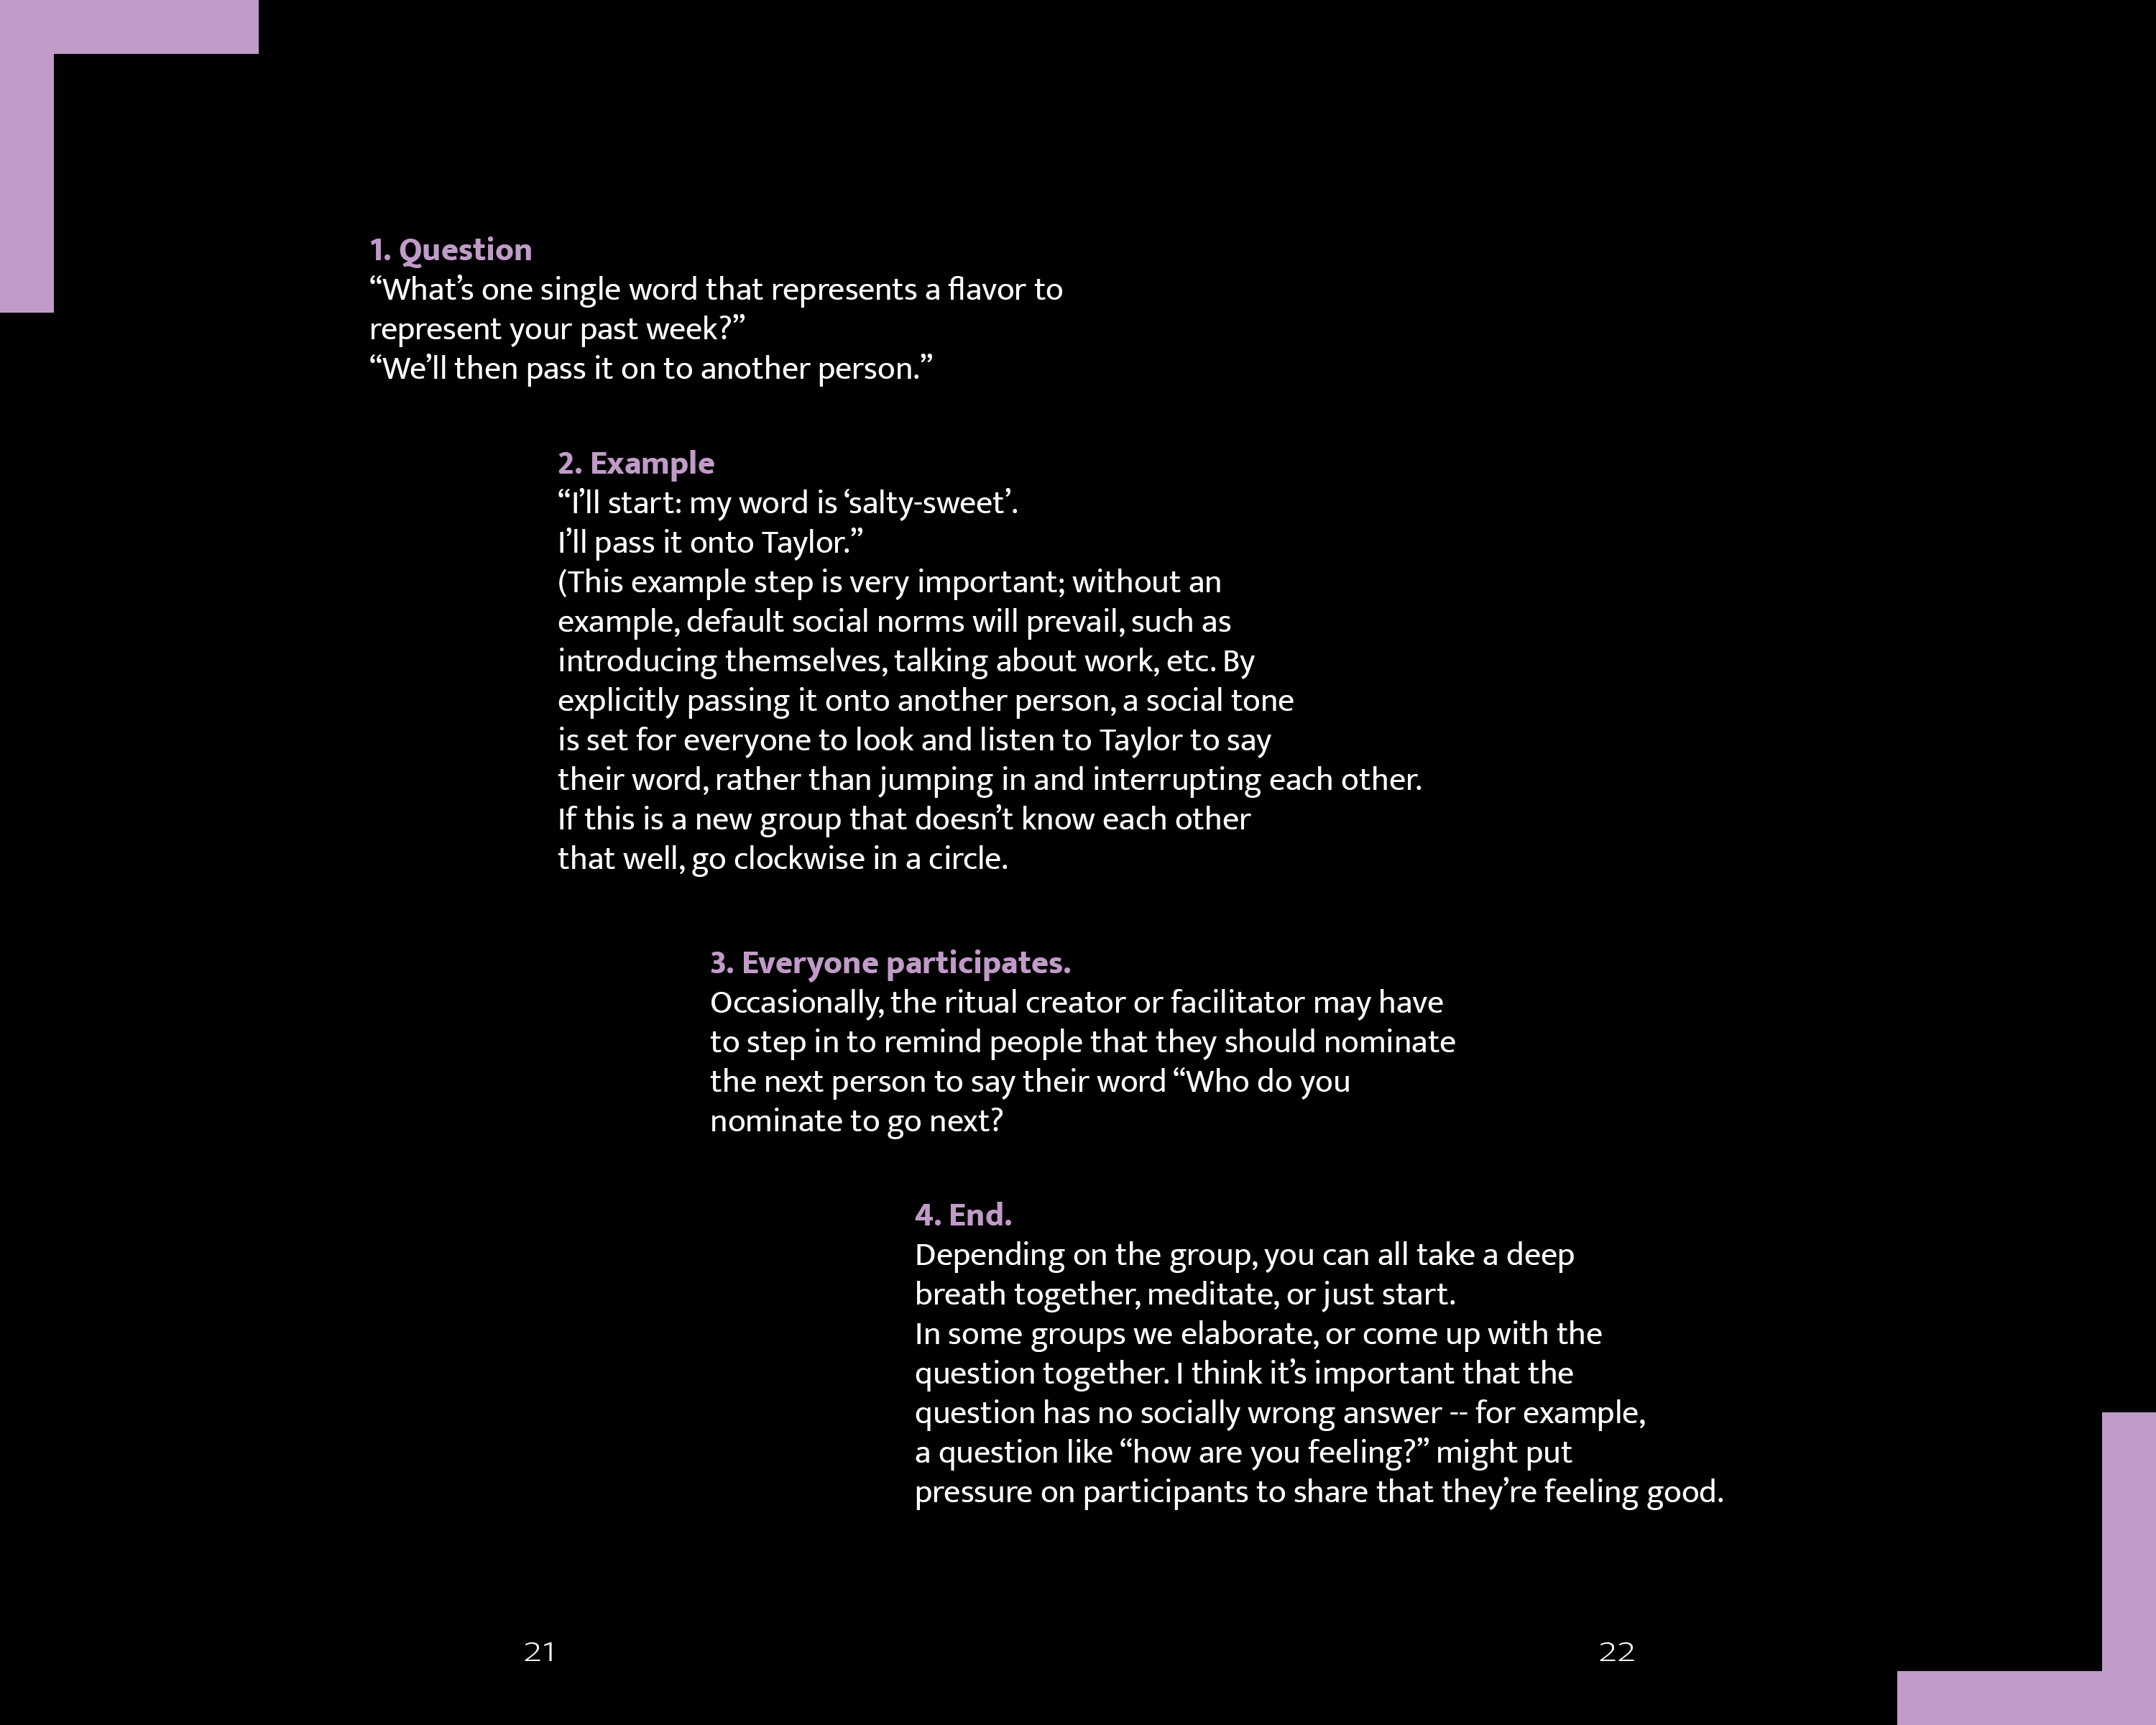 1. Question
“What’s one single word that represents a flavor to
represent your past week?”
“We’ll then pass it on to another person.”
2. Example
“I’ll start: my word is ‘salty-sweet’.
I’ll pass it onto Taylor.”
(This example step is very important; without an
example, default social norms will prevail, such as
introducing themselves, talking about work, etc. By
explicitly passing it onto another person, a social tone
is set for everyone to look and listen to Taylor to say
their word, rather than jumping in and interrupting each other.
If this is a new group that doesn’t know each other
that well, go clockwise in a circle.
3. Everyone participates.
Occasionally, the ritual creator or facilitator may have
to step in to remind people that they should nominate
the next person to say their word “Who do you
nominate to go next?
4. End.
Depending on the group, you can all take a deep
breath together, meditate, or just start.
In some groups we elaborate, or come up with the
question together. I think it’s important that the
question has no socially wrong answer -- for example,
a question like “how are you feeling?” might put
pressure on participants to share that they’re feeling good.
21
22